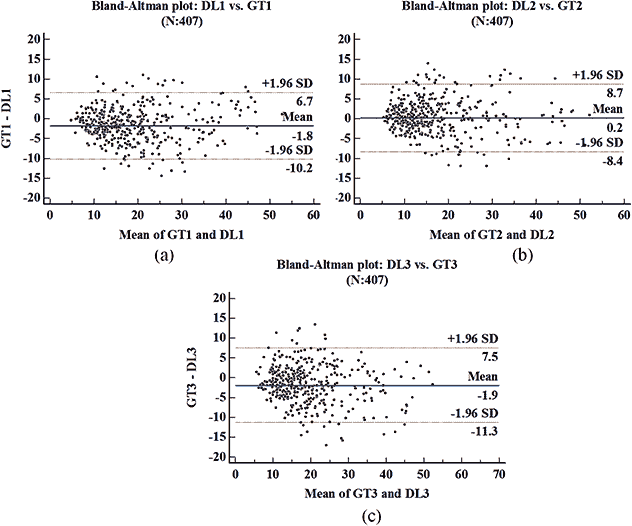 Bland-Altman plot: DL1 vs. GT1
(N:407)
GT1 - DL1
20
15
10
5
0
-5
-10
-15
-20
+1.96 SD
6.7
Mean
-1.8
-1.96 SD
-10.2
0 10 20 30 40 50 60
Mean of GT1 and DL1
(a)
Bland-Altman plot: DL2 vs. GT2
(N:407)
20
15
10
5
0
-5
-10
-15
-20
+1.96 SD
8.7
Mean
0.2
-1.96 SD
-8.4
0 10 20 30 40 50 60
Mean of GT2 and DL2
(b)
Bland-Altman plot: DL3 vs. GT3
(N:407)
GT3 - DL3
20
15
10
5
0
-5
-10
-15
-20
+1.96 SD
7.5
Mean
-1.9
-1.96 SD
-11.3
0 10 20 30 40 50 60 70
Mean of GT3 and DL3
(c)